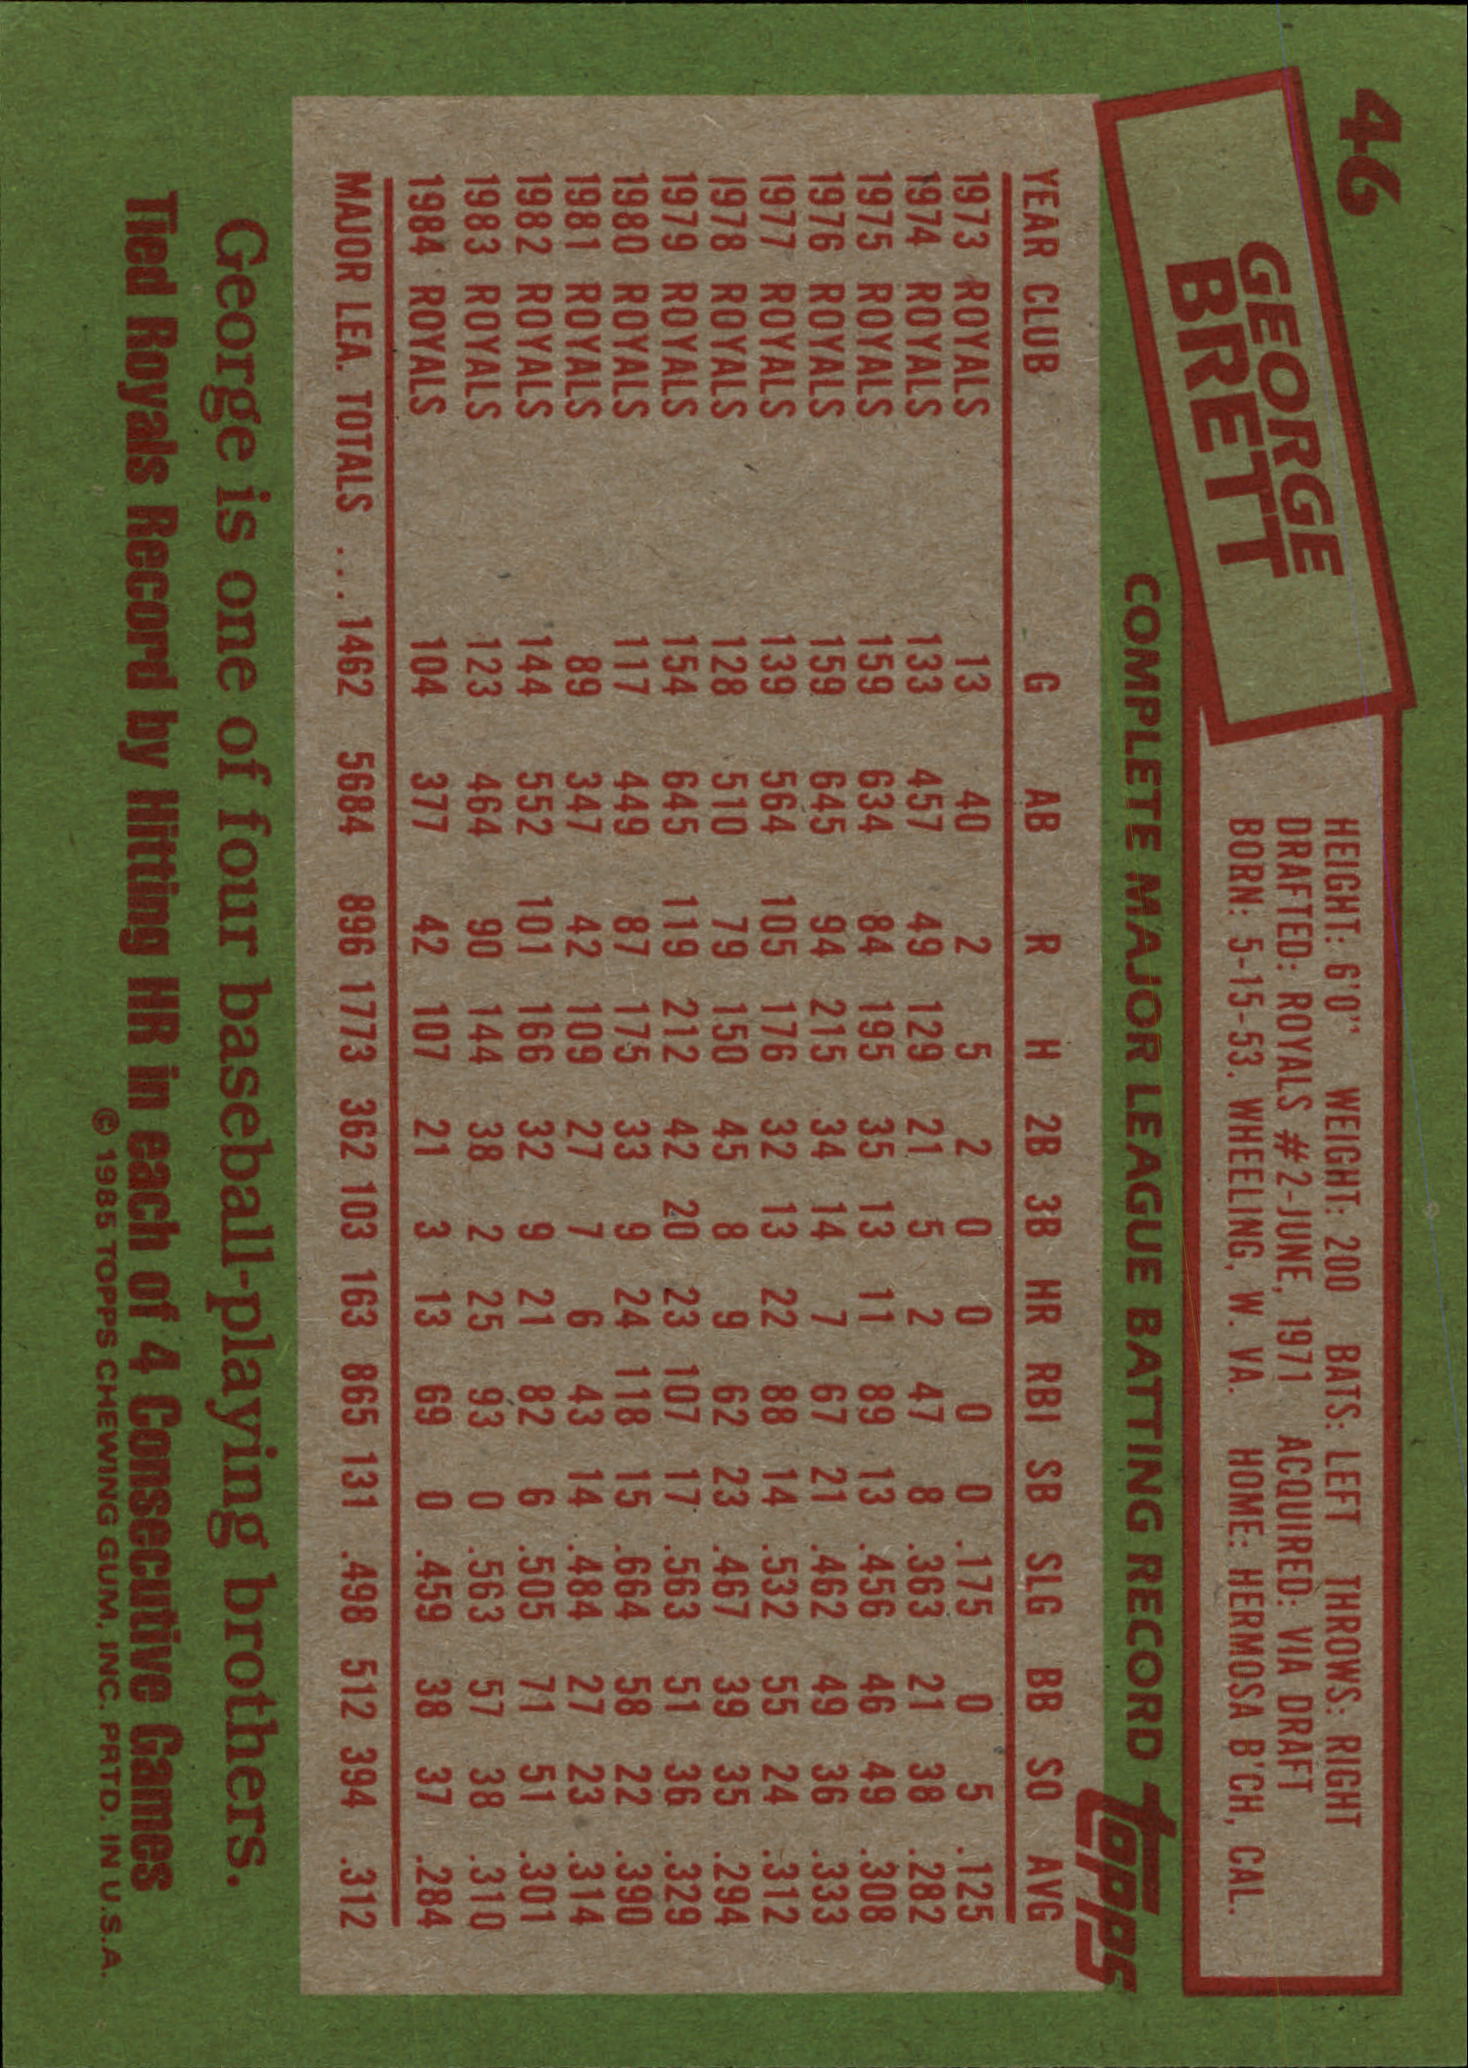 46
GEORGE
BRETT
HEIGHT: 6'0" WEIGHT: 200 BATS: LEFT THROWS: RIGHT
DRAFTED: ROYALS #2-JUNE, 1971 ACQUIRED: VIA DRAFT
BORN: 5-15-53, WHEELING, W. VA. HOME: HERMOSA B'CH, CAL.
COMPLETE MAJOR LEAGUE BATTING RECORD
topps
YEAR CLUB G AB R H 2B 3B HR RBI SB SLG BB SO AVG
1973 ROYALS 13 40 2 5 2 0 0 0 0 .175 0 5 .125
1974 ROYALS 133 457 49 129 21 5 2 47 8 .363 21 38 .282
1975 ROYALS 159 634 84 195 35 13 11 89 13 .456 46 49 .308
1976 ROYALS 159 645 94 215 34 14 7 67 21 .462 49 36 .333
1977 ROYALS 139 564 105 176 32 13 22 88 14 .532 55 24 .312
1978 ROYALS 128 510 79 150 45 8 9 62 23 .467 39 35 .294
1979 ROYALS 154 645 119 212 42 20 23 107 17 .563 51 36 .329
1980 ROYALS 117 449 87 175 33 9 24 118 15 .664 58 22 .390
1981 ROYALS 89 347 42 109 27 7 6 43 14 .484 27 23 .314
1982 ROYALS 144 552 101 166 32 9 21 82 6 .505 71 51 .301
1983 ROYALS 123 464 90 144 38 2 25 93 0 .563 57 38 .310
1984 ROYALS 104 377 42 107 21 3 13 69 0 .459 38 37 .284
MAJOR LEA. TOTALS ... 1462 5684 896 1773 362 103 163 865 131 .498 512 394 .312
George is one of four baseball-playing brothers.
Tied Royals Record by Hitting HR in each of 4 Consecutive Games
© 1985 TOPPS CHEWING GUM, INC. PRTD. IN U.S.A.